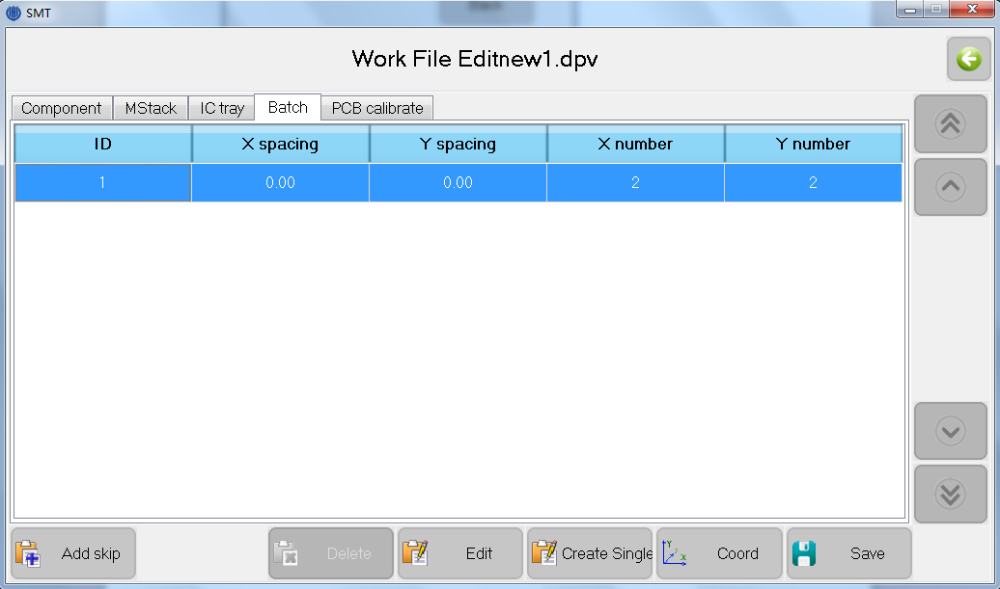 SMT
Work File Editnew1.dpv
Component MStack IC tray Batch PCB calibrate
ID X spacing Y spacing X number Y number
1 0.00 0.00 2 2
Add skip Delete Edit Create Single Coord Save